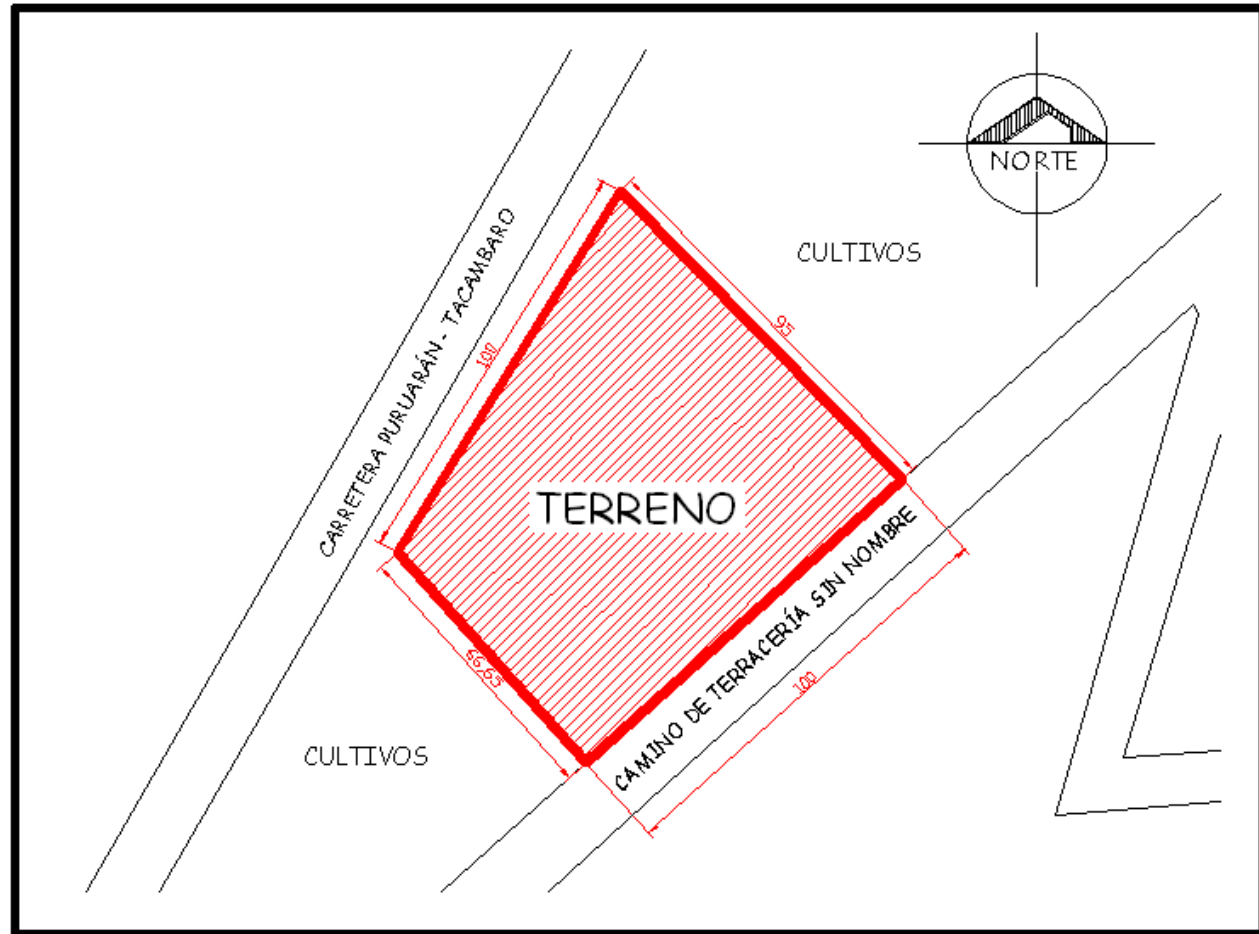 NORTE
CULTIVOS
CARRETERA PURUARÁN - TACAMBARO
100
95
TERRENO
66,65
CAMINO DE TERRACERÍA SIN NOMBRE
100
CULTIVOS